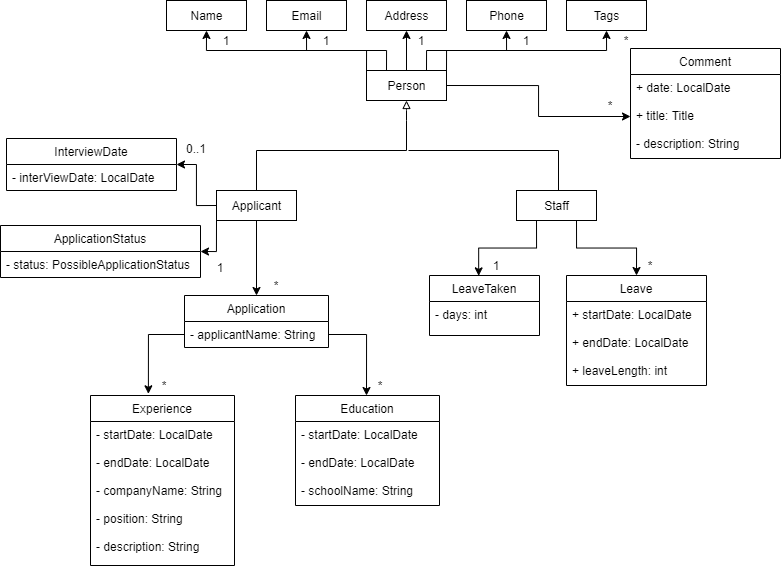 Name
Email
Address
Phone
Tags
1
1
1
1
*
Person
Comment
+ date: LocalDate
+ title: Title
- description: String
*
InterviewDate
- interViewDate: LocalDate
0..1
Applicant
Staff
ApplicationStatus
- status: PossibleApplicationStatus
1
*
1
*
Application
- applicantName: String
LeaveTaken
- days: int
Leave
+ startDate: LocalDate
+ endDate: LocalDate
+ leaveLength: int
*
*
Experience
- startDate: LocalDate
- endDate: LocalDate
- companyName: String
- position: String
- description: String
Education
- startDate: LocalDate
- endDate: LocalDate
- schoolName: String